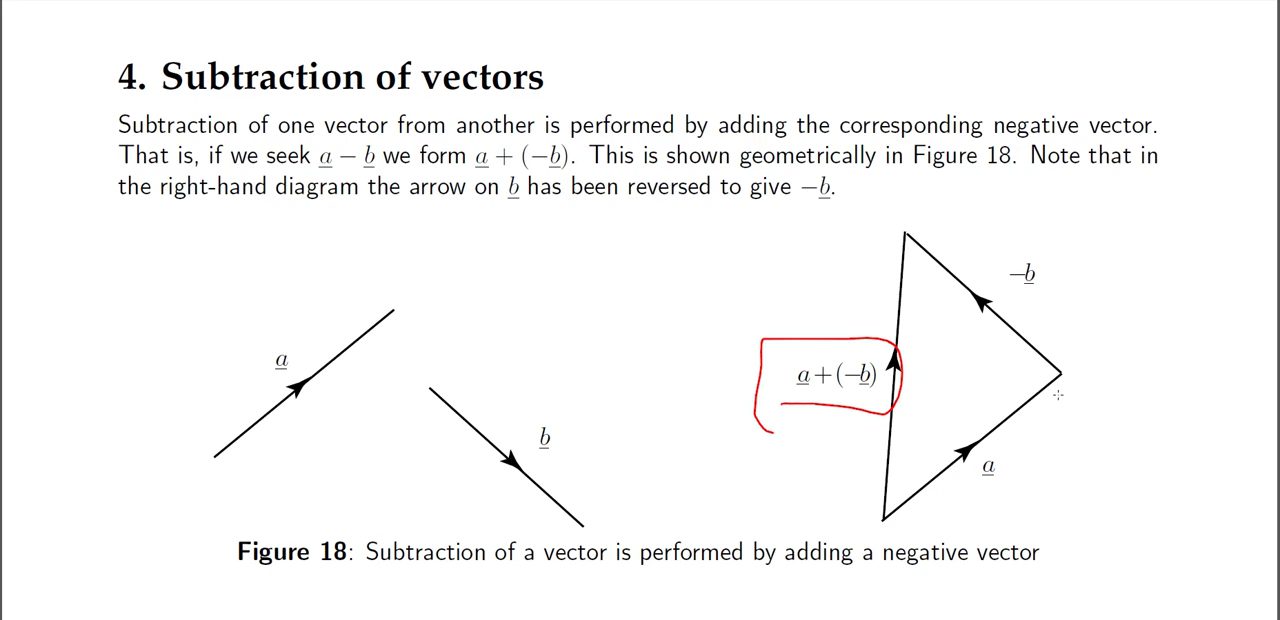 4. Subtraction of vectors
Subtraction of one vector from another is performed by adding the corresponding negative vector.
That is, if we seek a − b we form a + (−b). This is shown geometrically in Figure 18. Note that in
the right-hand diagram the arrow on b has been reversed to give −b.
a
b
−b
a+(−b)
a
Figure 18: Subtraction of a vector is performed by adding a negative vector